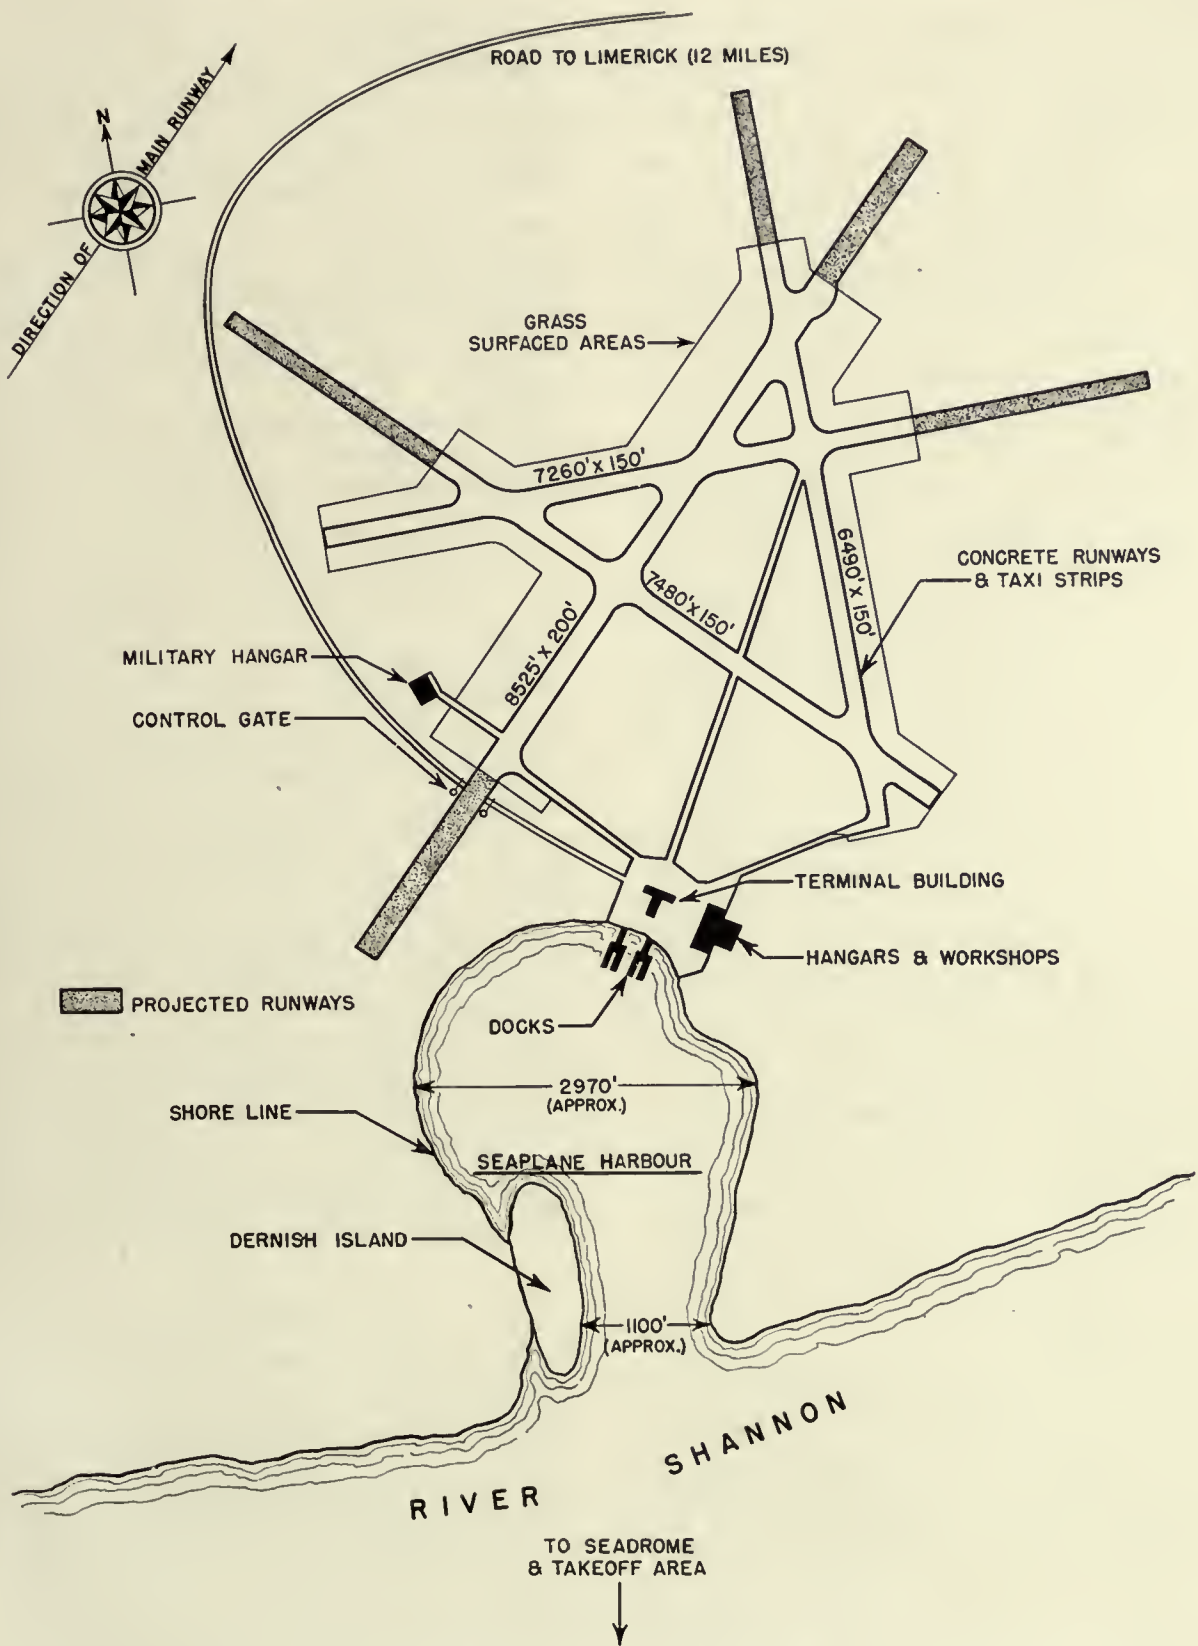 ROAD TO LIMERICK (12 MILES)
N
DIRECTION OF MAIN RUNWAY
GRASS
SURFACED AREAS
7260' x 150'
6490' x 150'
CONCRETE RUNWAYS
& TAXI STRIPS
7480' x 150'
8525' x 200'
MILITARY HANGAR
CONTROL GATE
TERMINAL BUILDING
HANGARS & WORKSHOPS
PROJECTED RUNWAYS
DOCKS
2970'
(APPROX.)
SHORE LINE
SEAPLANE HARBOUR
DERNISH ISLAND
1100'
(APPROX.)
RIVER SHANNON
TO SEADROME
& TAKEOFF AREA